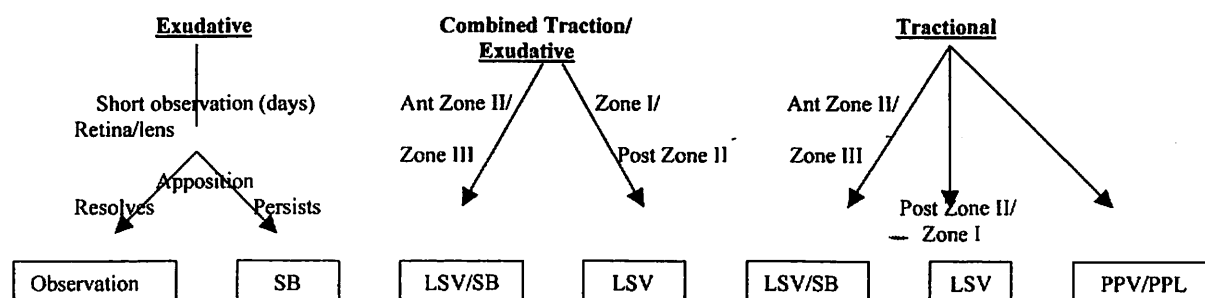 Exudative
Short observation (days)
Retina/lens
Apposition
Resolves
Persists
Observation
SB
Combined Traction/
Exudative
Ant Zone II/
Zone III
Zone I/
Post Zone II
LSV/SB
LSV
Tractional
Ant Zone II/
Zone III
Post Zone II/
Zone I
LSV/SB
LSV
PPV/PPL